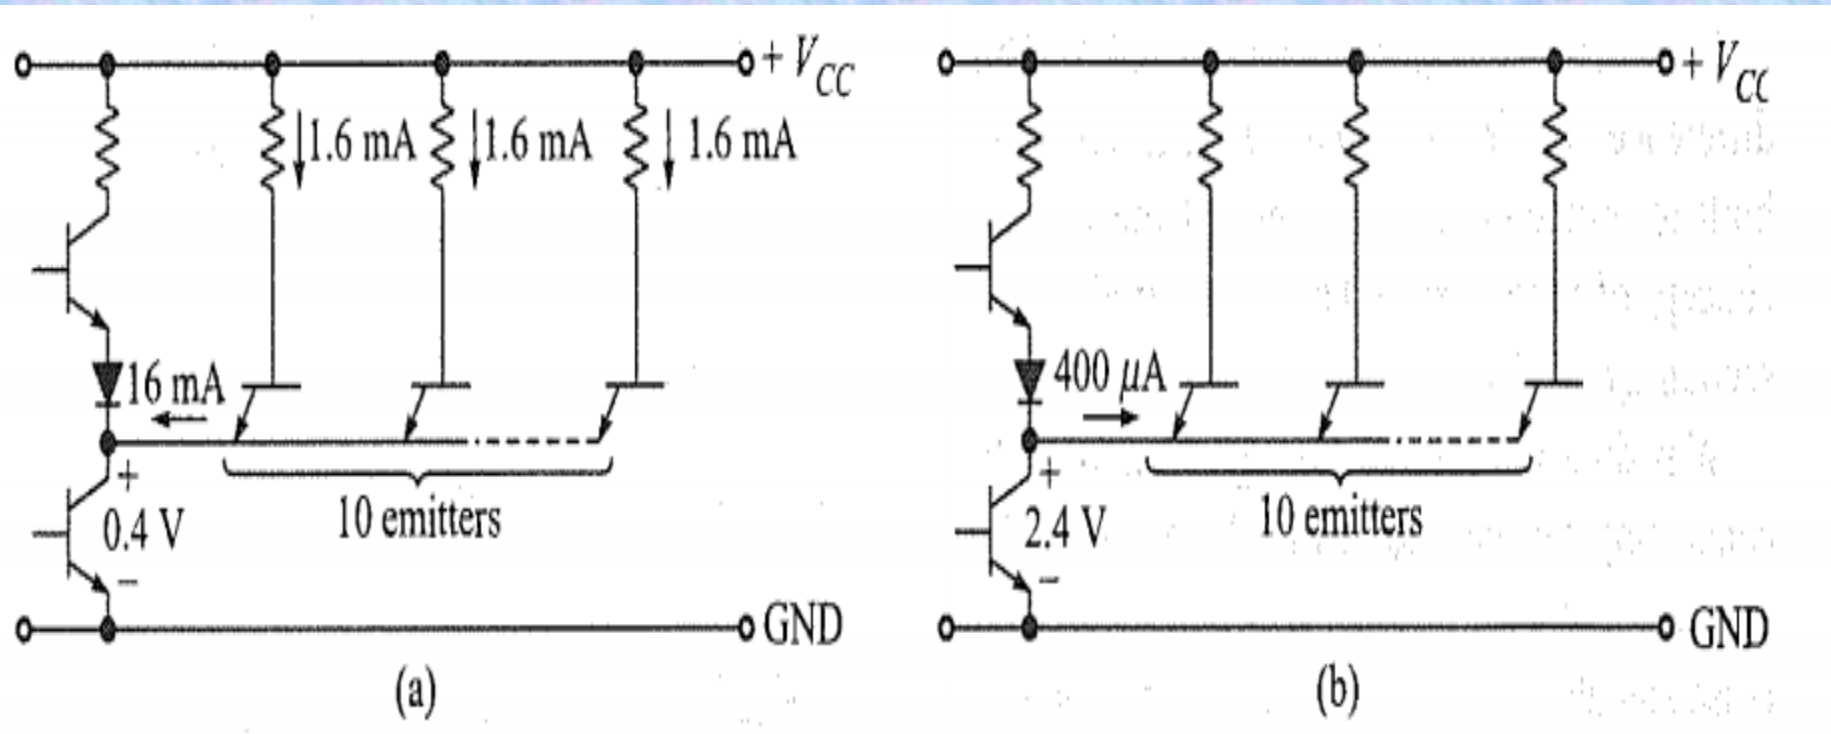 + VCC
1.6 mA
1.6 mA
1.6 mA
16 mA
+
0.4 V
−
10 emitters
GND
(a)
+ VCC
400 μA
+
2.4 V
−
10 emitters
GND
(b)